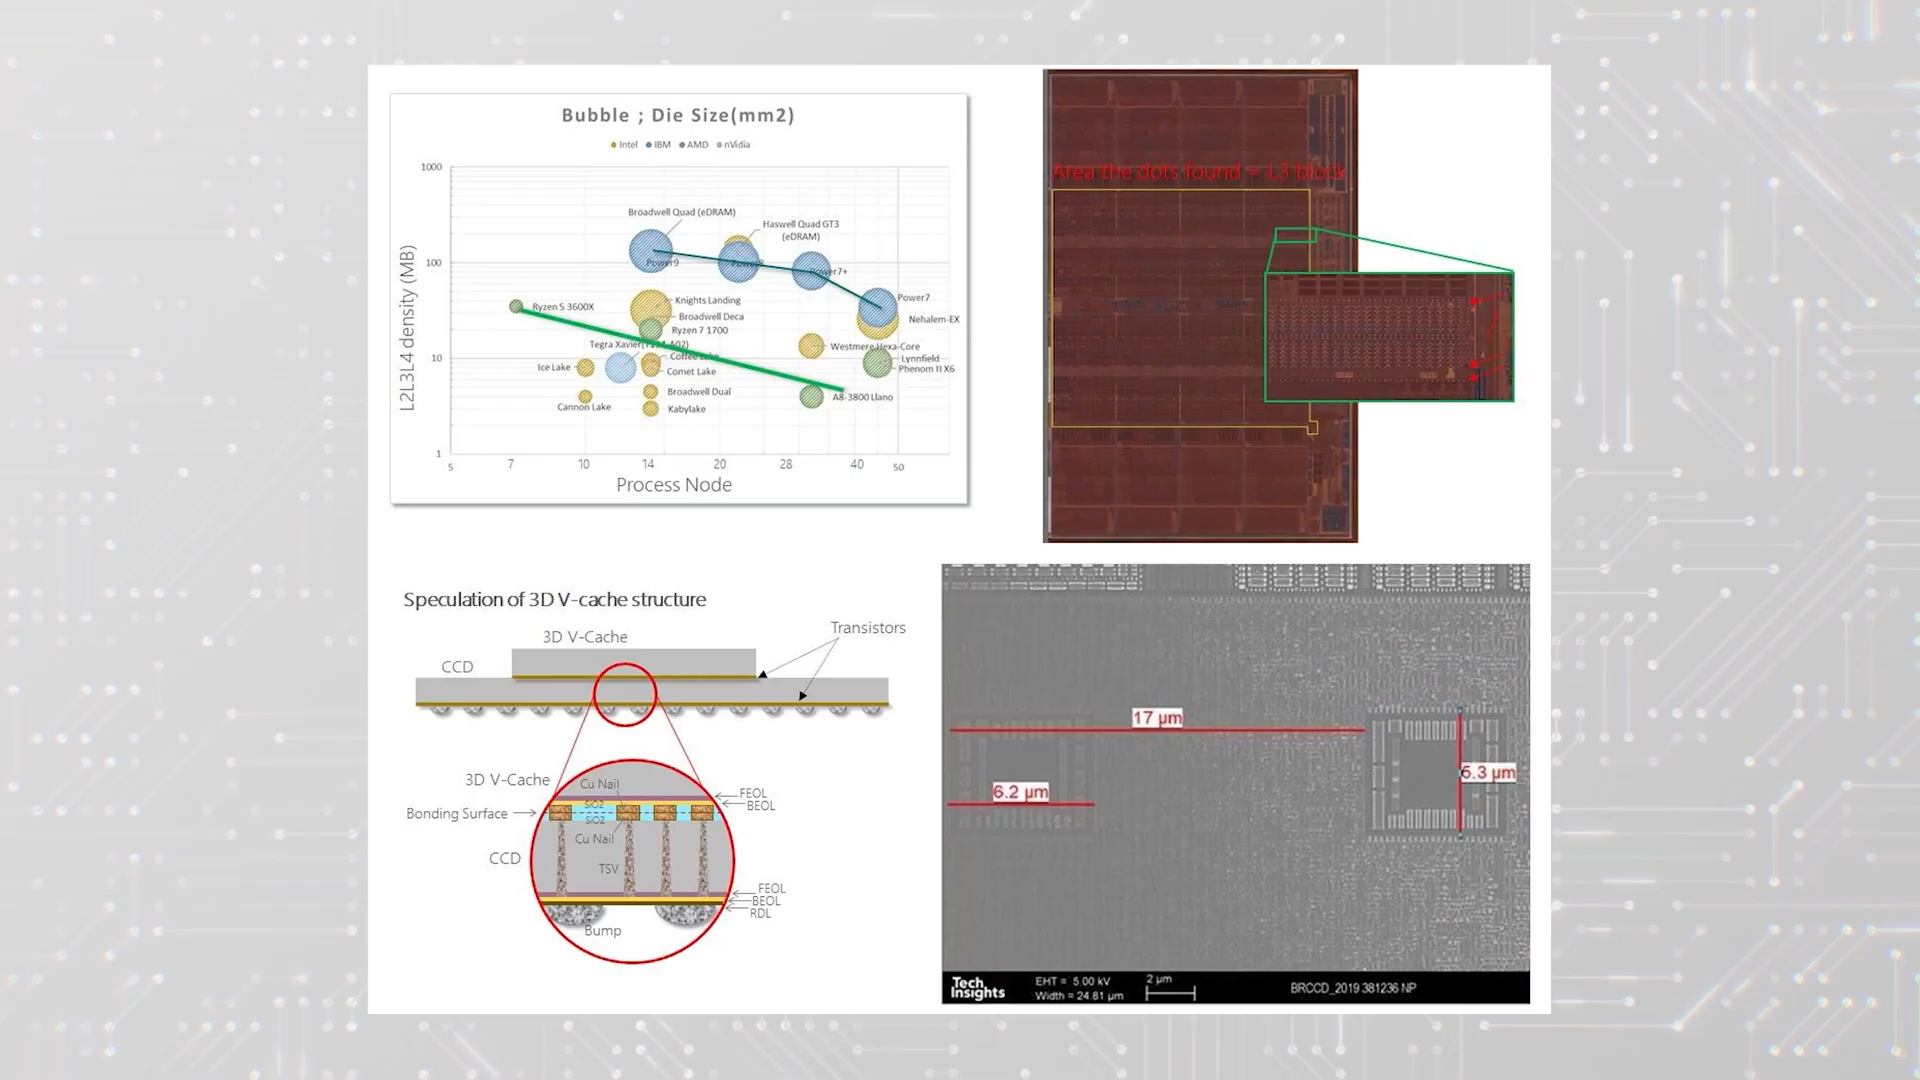 Bubble ; Die Size(mm2)
Intel IBM AMD nVidia
1000
100
10
1
L2L3L4 density (MB)
Broadwell Quad (eDRAM)
Haswell Quad GT3
(eDRAM)
Power9
Power7+
Power7
Nehalem-EX
Ryzen 5 3600X
Knights Landing
Broadwell Deca
Ryzen 7 1700
Westmere Hexa-Core
Lynnfield
Phenom II X6
Ice Lake
Comet Lake
Cannon Lake
Broadwell Dual
Kabylake
A8-3800 Llano
5 7 10 14 20 28 40 50
Process Node
Area the dots found = L3 block
Speculation of 3D V-cache structure
3D V-Cache
Transistors
CCD
3D V-Cache
Cu Nail
FEOL
BEOL
SiO2
Bonding Surface
SiO2
Cu Nail
CCD
TSV
FEOL
BEOL
RDL
Bump
17 µm
6.2 µm
6.3 µm
Tech
Insights
EHT = 5.00 kV
Width = 24.81 µm
2 µm
BRCCD_2019 381236 NP